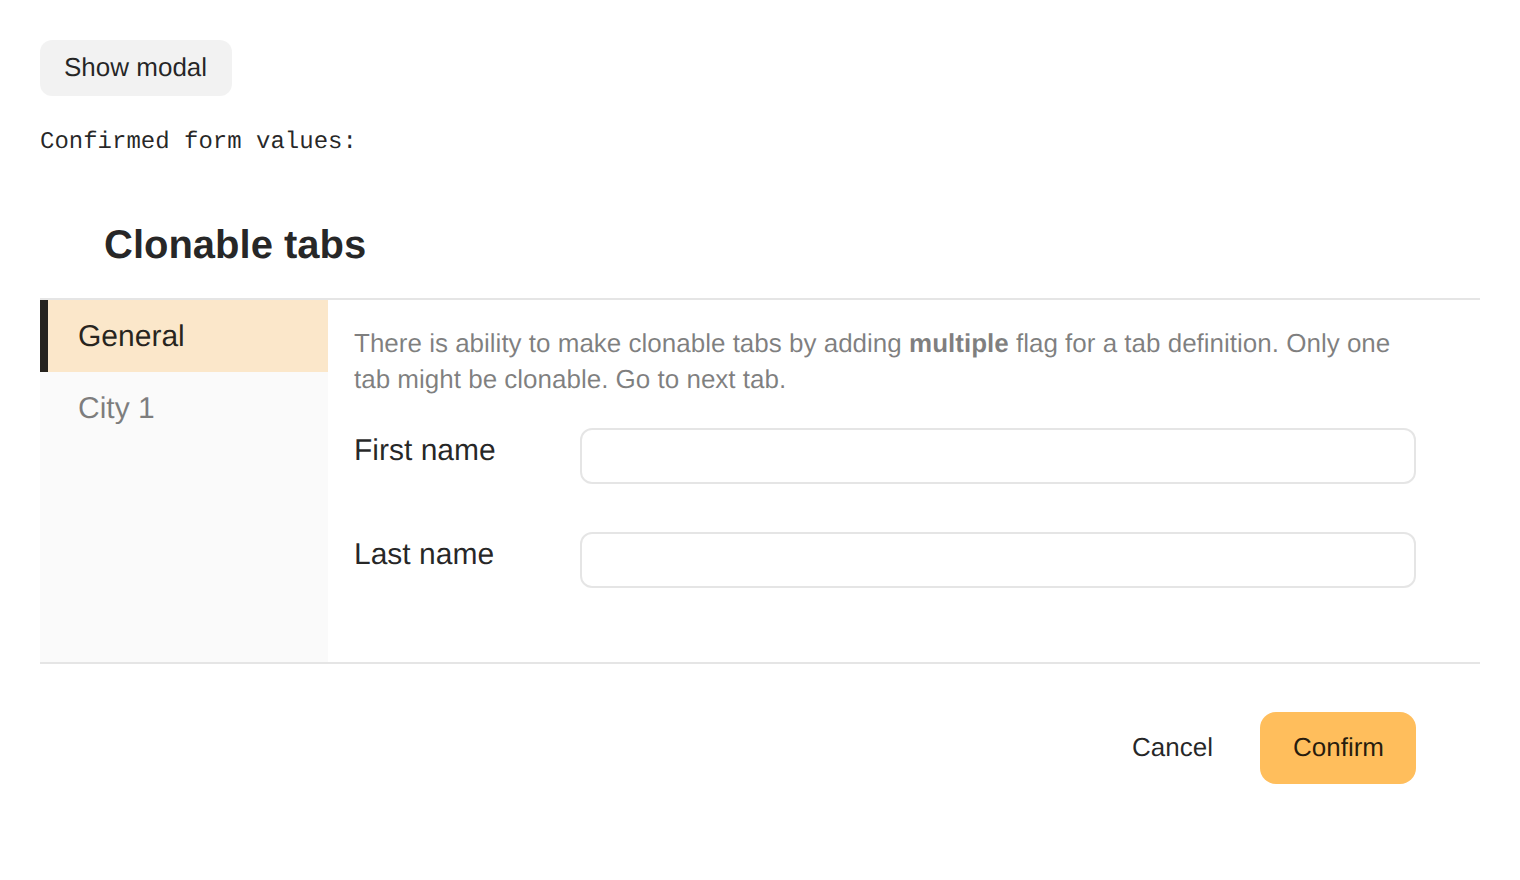 Show modal
Confirmed form values:
Clonable tabs
General
City 1
There is ability to make clonable tabs by adding multiple flag for a tab definition. Only one
tab might be clonable. Go to next tab.
First name
Last name
Cancel
Confirm